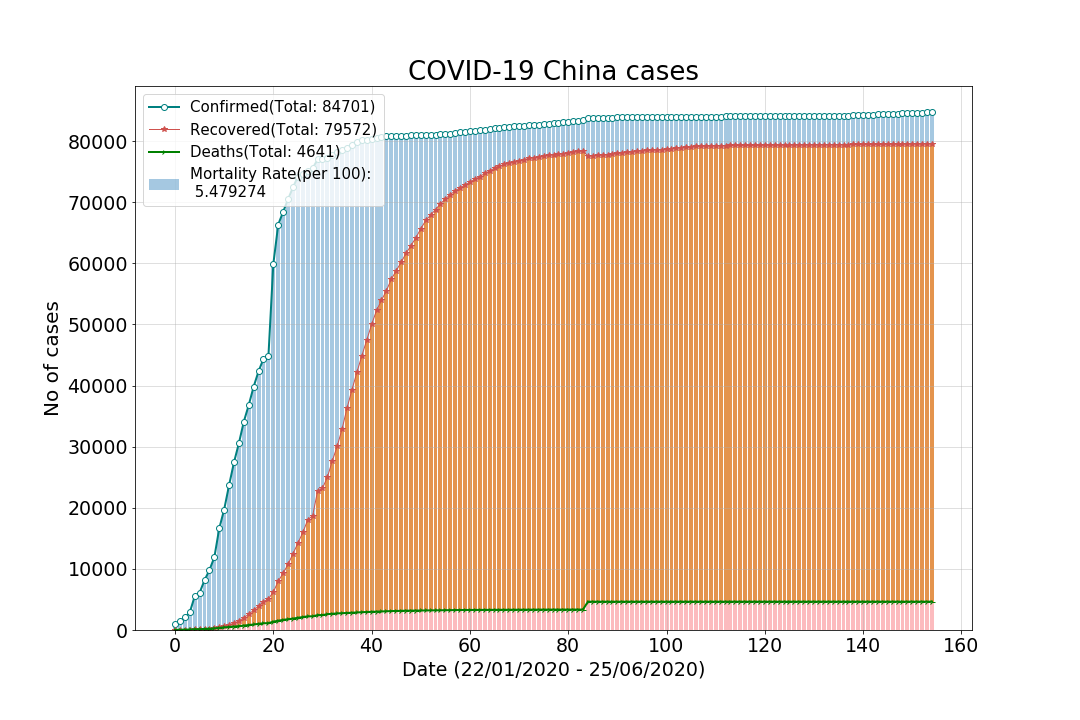 COVID-19 China cases
Confirmed(Total: 84701)
Recovered(Total: 79572)
Deaths(Total: 4641)
Mortality Rate(per 100):
5.479274
No of cases
80000
70000
60000
50000
40000
30000
20000
10000
0
0 20 40 60 80 100 120 140 160
Date (22/01/2020 - 25/06/2020)